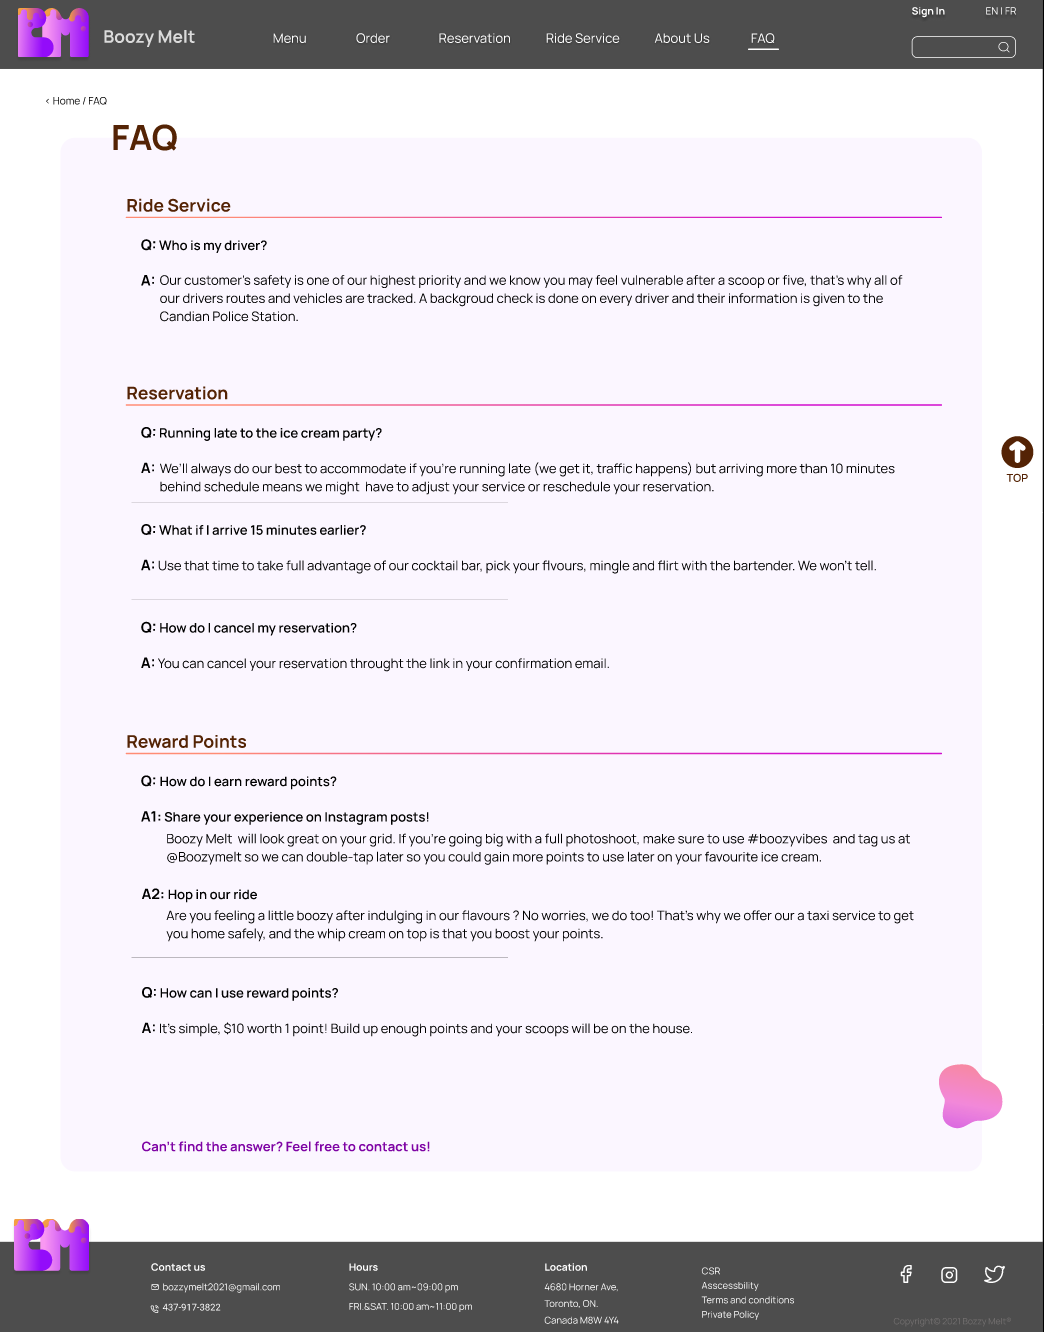 BM Boozy Melt
Menu Order Reservation Ride Service About Us FAQ
Sign In EN | FR
< Home / FAQ
FAQ
Ride Service
Q: Who is my driver?
A: Our customer's safety is one of our highest priority and we know you may feel vulnerable after a scoop or five, that's why all of
our drivers routes and vehicles are tracked. A backgroud check is done on every driver and their information is given to the
Candian Police Station.
Reservation
Q: Running late to the ice cream party?
A: We'll always do our best to accommodate if you're running late (we get it, traffic happens) but arriving more than 10 minutes
behind schedule means we might have to adjust your service or reschedule your reservation.
TOP
Q: What if I arrive 15 minutes earlier?
A: Use that time to take full advantage of our cocktail bar, pick your flvours, mingle and flirt with the bartender. We won't tell.
Q: How do I cancel my reservation?
A: You can cancel your reservation throught the link in your confirmation email.
Reward Points
Q: How do I earn reward points?
A1: Share your experience on Instagram posts!
Boozy Melt will look great on your grid. If you're going big with a full photoshoot, make sure to use #boozyvibes and tag us at
@Boozymelt so we can double-tap later so you could gain more points to use later on your favourite ice cream.
A2: Hop in our ride
Are you feeling a little boozy after indulging in our flavours ? No worries, we do too! That's why we offer our a taxi service to get
you home safely, and the whip cream on top is that you boost your points.
Q: How can I use reward points?
A: It's simple, $10 worth 1 point! Build up enough points and your scoops will be on the house.
Can't find the answer? Feel free to contact us!
BM
Contact us
bozzymelt2021@gmail.com
437-917-3822
Hours
SUN. 10:00 am~09:00 pm
FRI.&SAT. 10:00 am~11:00 pm
Location
4680 Horner Ave,
Toronto, ON.
Canada M8W 4Y4
CSR
Asscessbility
Terms and conditions
Private Policy
Copyright© 2021 Bozzy Melt®